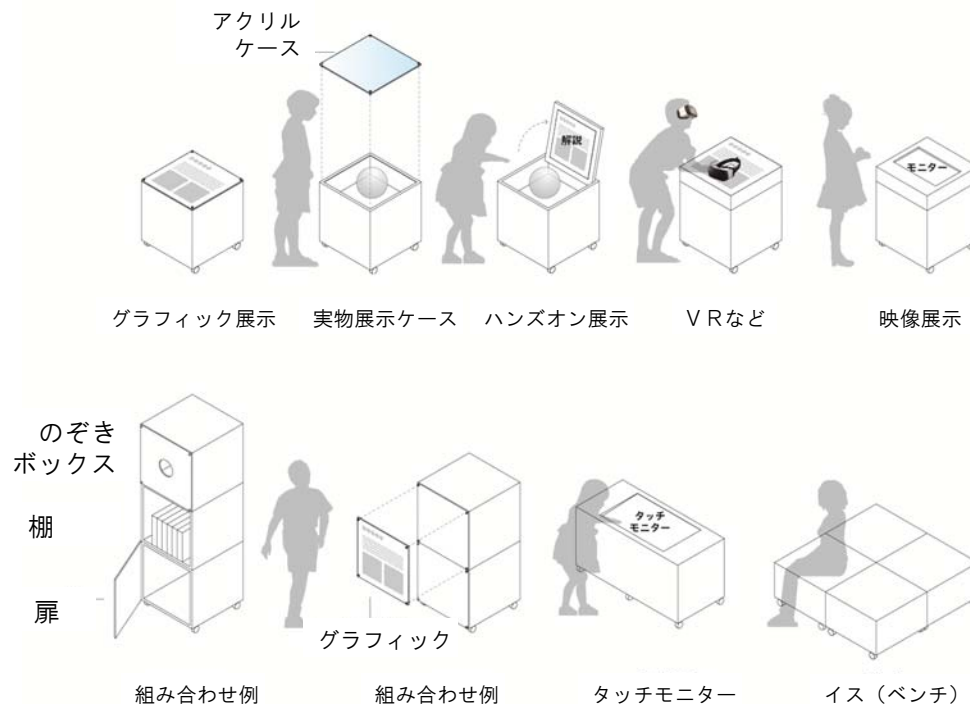 アクリル
ケース
解説
モニター
グラフィック展示
実物展示ケース
ハンズオン展示
ＶＲなど
映像展示
のぞき
ボックス
棚
扉
グラフィック
タッチ
モニター
組み合わせ例
組み合わせ例
タッチモニター
イス（ベンチ）